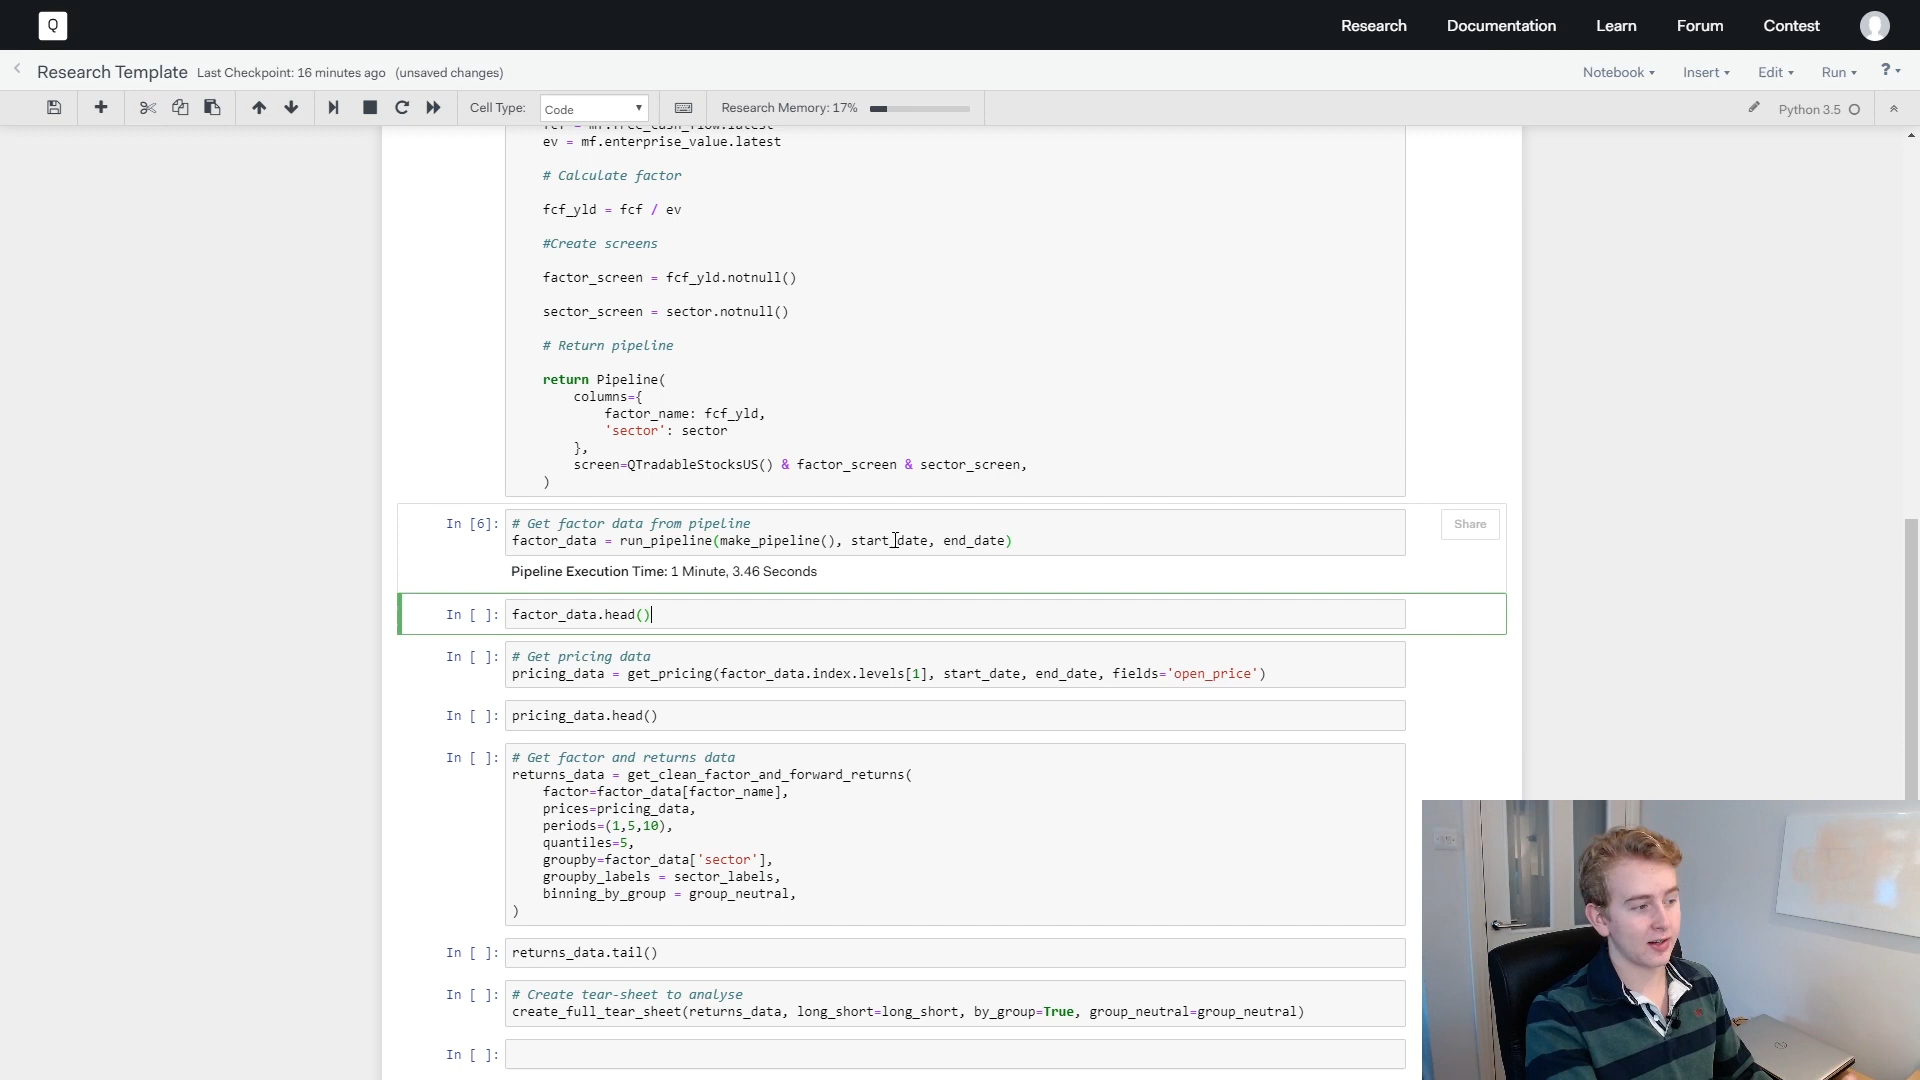 Q
Research
Documentation
Learn
Forum
Contest
Research Template Last Checkpoint: 16 minutes ago (unsaved changes)
Notebook
Insert
Edit
Run
?
Cell Type:
Code
Research Memory: 17%
Python 3.5
fcf = mf.free_cash_flow.latest
ev = mf.enterprise_value.latest
# Calculate factor
fcf_yld = fcf / ev
#Create screens
factor_screen = fcf_yld.notnull()
sector_screen = sector.notnull()
# Return pipeline
return Pipeline(
columns={
factor_name: fcf_yld,
'sector': sector
},
screen=QTradableStocksUS() & factor_screen & sector_screen,
)
In [6]: # Get factor data from pipeline
factor_data = run_pipeline(make_pipeline(), start_date, end_date)
Share
Pipeline Execution Time: 1 Minute, 3.46 Seconds
In [ ]: factor_data.head()
In [ ]: # Get pricing data
pricing_data = get_pricing(factor_data.index.levels[1], start_date, end_date, fields='open_price')
In [ ]: pricing_data.head()
In [ ]: # Get factor and returns data
returns_data = get_clean_factor_and_forward_returns(
factor=factor_data[factor_name],
prices=pricing_data,
periods=(1,5,10),
quantiles=5,
groupby=factor_data['sector'],
groupby_labels = sector_labels,
binning_by_group = group_neutral,
)
In [ ]: returns_data.tail()
In [ ]: # Create tear-sheet to analyse
create_full_tear_sheet(returns_data, long_short=long_short, by_group=True, group_neutral=group_neutral)
In [ ]: